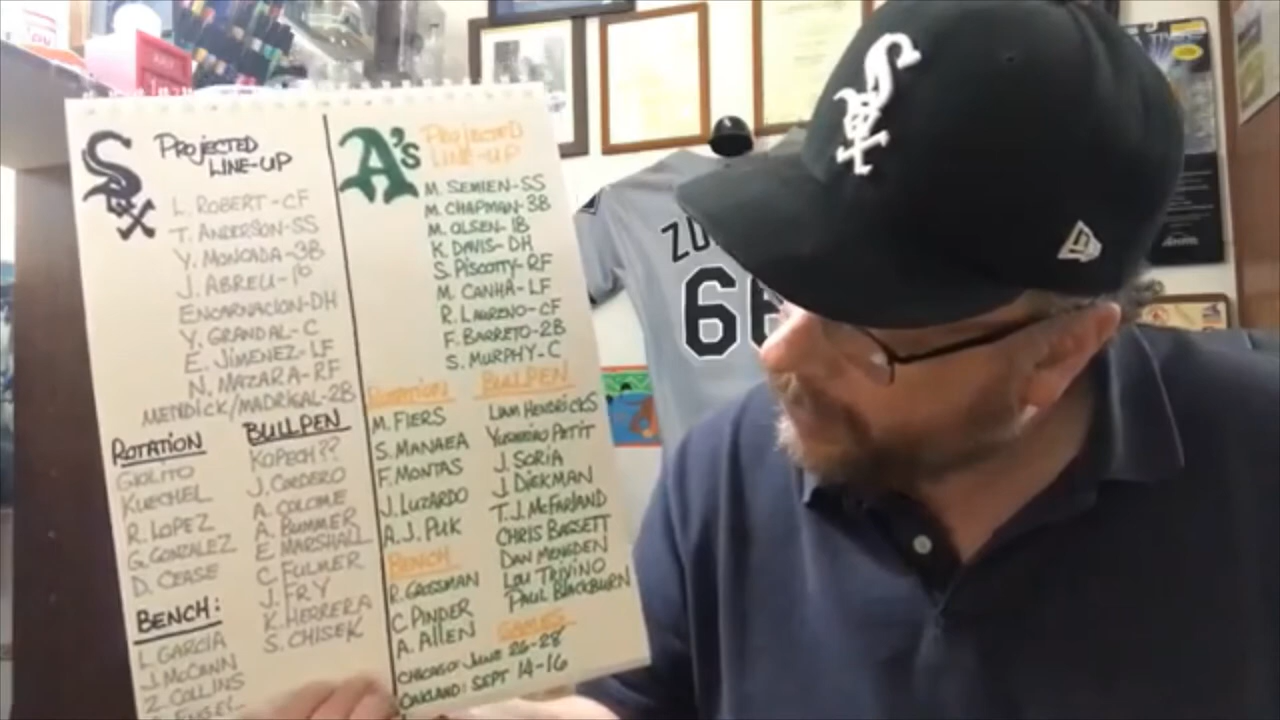 Sox
PROJECTED
LINE-UP
L. ROBERT-CF
T. ANDERSON-SS
Y. MONCADA-3B
J. ABREU-1B
ENCARNACION-DH
Y. GRANDAL-C
E. JIMENEZ-LF
N. MAZARA-RF
MENDICK/MADRIGAL-2B
ROTATION
GIOLITO
KUECHEL
R. LOPEZ
G. GONZALEZ
D. CEASE
BENCH:
L. GARCIA
J. MCCANN
Z. COLLINS
ENGEL
BULLPEN
KOPECH??
J. CORDERO
A. COLOME
A. BUMMER
E. MARSHALL
C. FULMER
J. FRY
K. HERRERA
S. CHISEK
A's
PROJECTED
LINE-UP
M. SEMIEN-SS
M. CHAPMAN-3B
M. OLSEN-1B
K. DAVIS-DH
S. PISCOTTY-RF
M. CANHA-LF
R. LAURENO-CF
F. BARRETO-2B
S. MURPHY-C
ROTATION
M. FIERS
S. MANAEA
F. MONTAS
J. LUZARDO
A.J. PUK
BENCH
R. GROSSMAN
C. PINDER
A. ALLEN
BULLPEN
LIAM HENDRICKS
YUSMEIRO PETIT
J. SORIA
J. DIEKMAN
T.J. McFARLAND
CHRIS BASSETT
DAN MENGDEN
LOU TRIVINO
PAUL BLACKBURN
GAMES
CHICAGO: JUNE 26-28
OAKLAND: SEPT 14-16
66
Sox